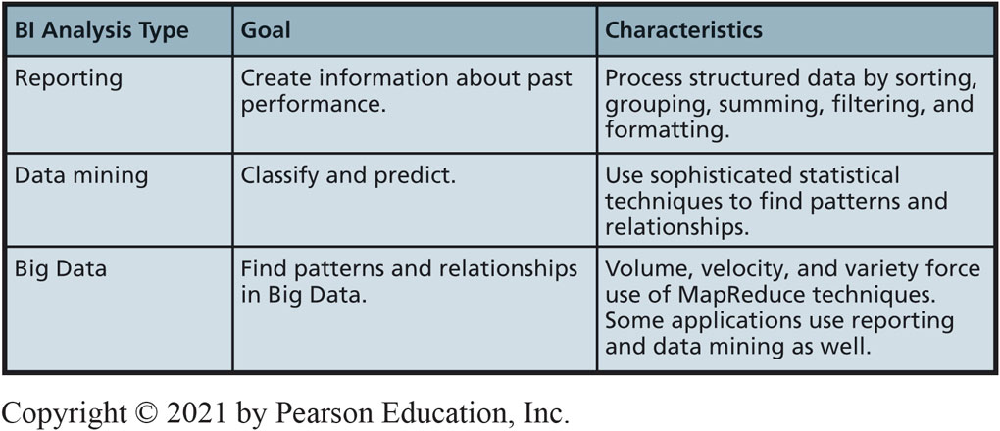 BI Analysis Type
Goal
Characteristics
Reporting
Create information about past
performance.
Process structured data by sorting,
grouping, summing, filtering, and
formatting.
Data mining
Classify and predict.
Use sophisticated statistical
techniques to find patterns and
relationships.
Big Data
Find patterns and relationships
in Big Data.
Volume, velocity, and variety force
use of MapReduce techniques.
Some applications use reporting
and data mining as well.
Copyright © 2021 by Pearson Education, Inc.